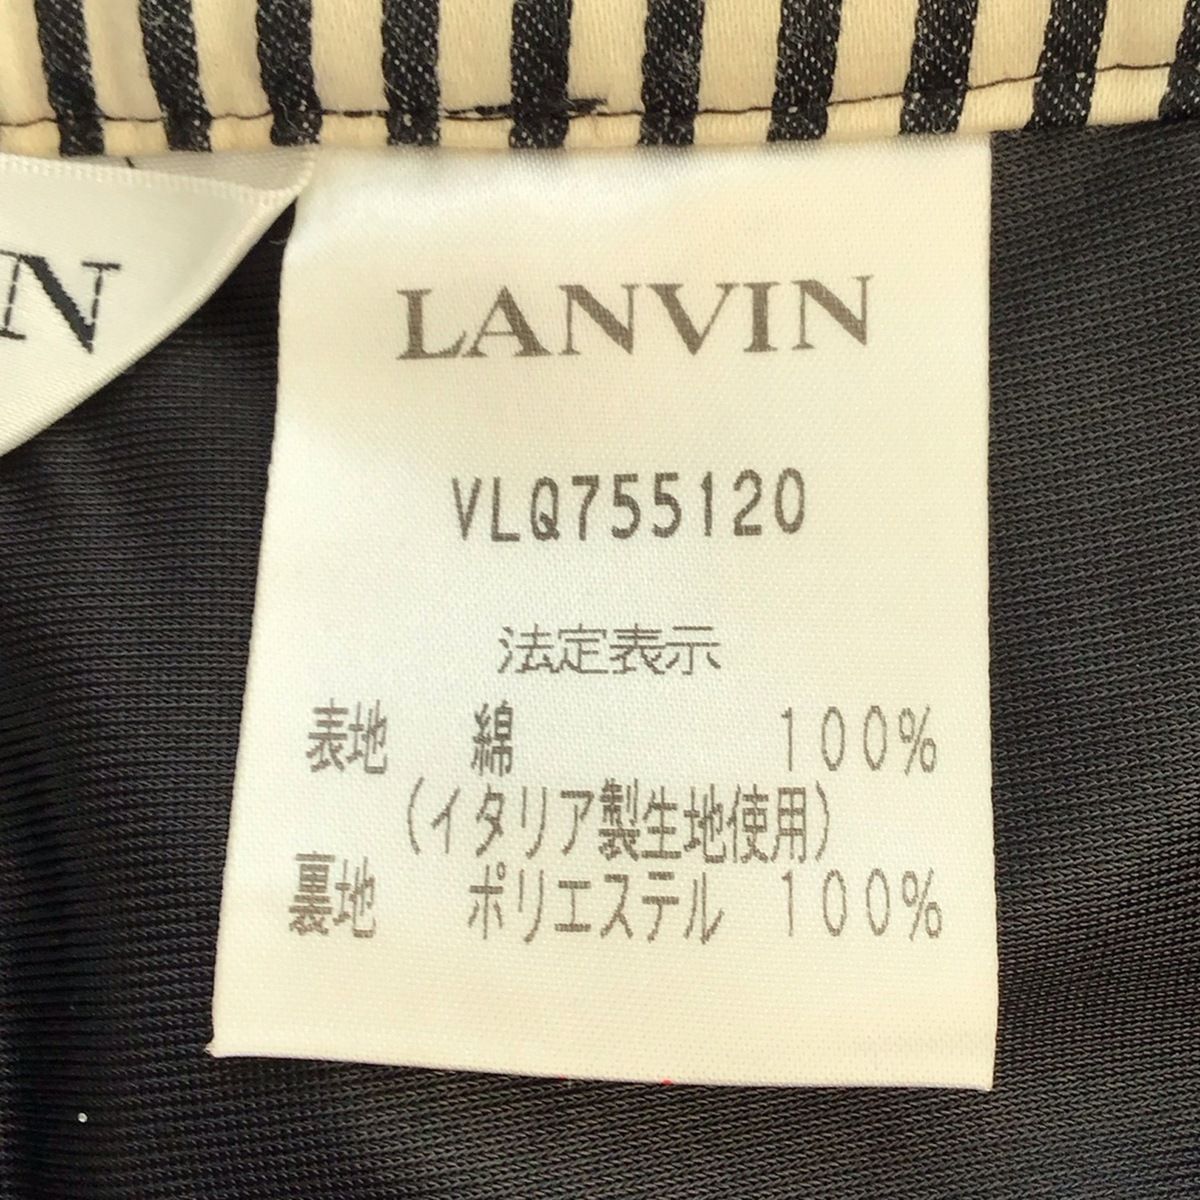 LANVIN
VLQ755120
法定表示
表地 綿 100%
(イタリア製生地使用)
裏地 ポリエステル 100%
IN